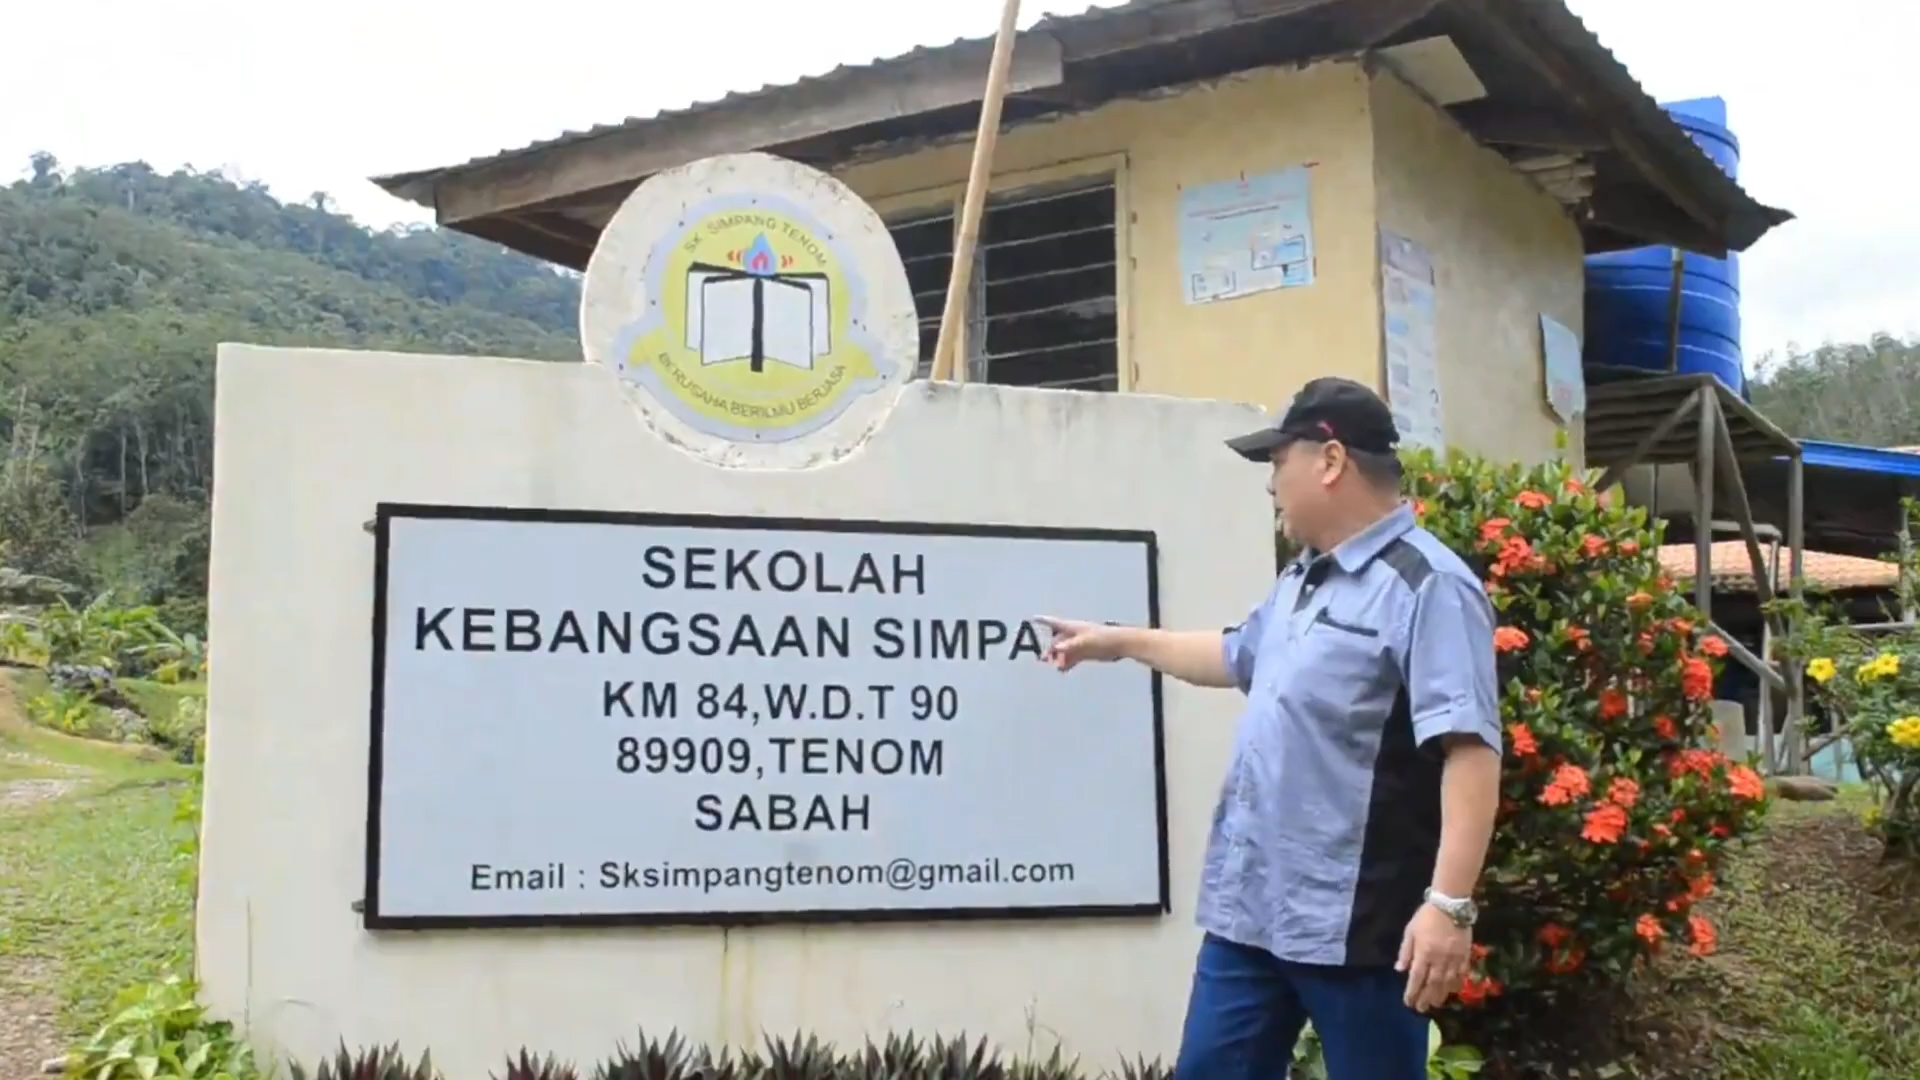 SK. SIMPANG TENOM
BERUSAHA BERILMU BERJASA
SEKOLAH
KEBANGSAAN SIMPA
KM 84,W.D.T 90
89909,TENOM
SABAH
Email : Sksimpangtenom@gmail.com